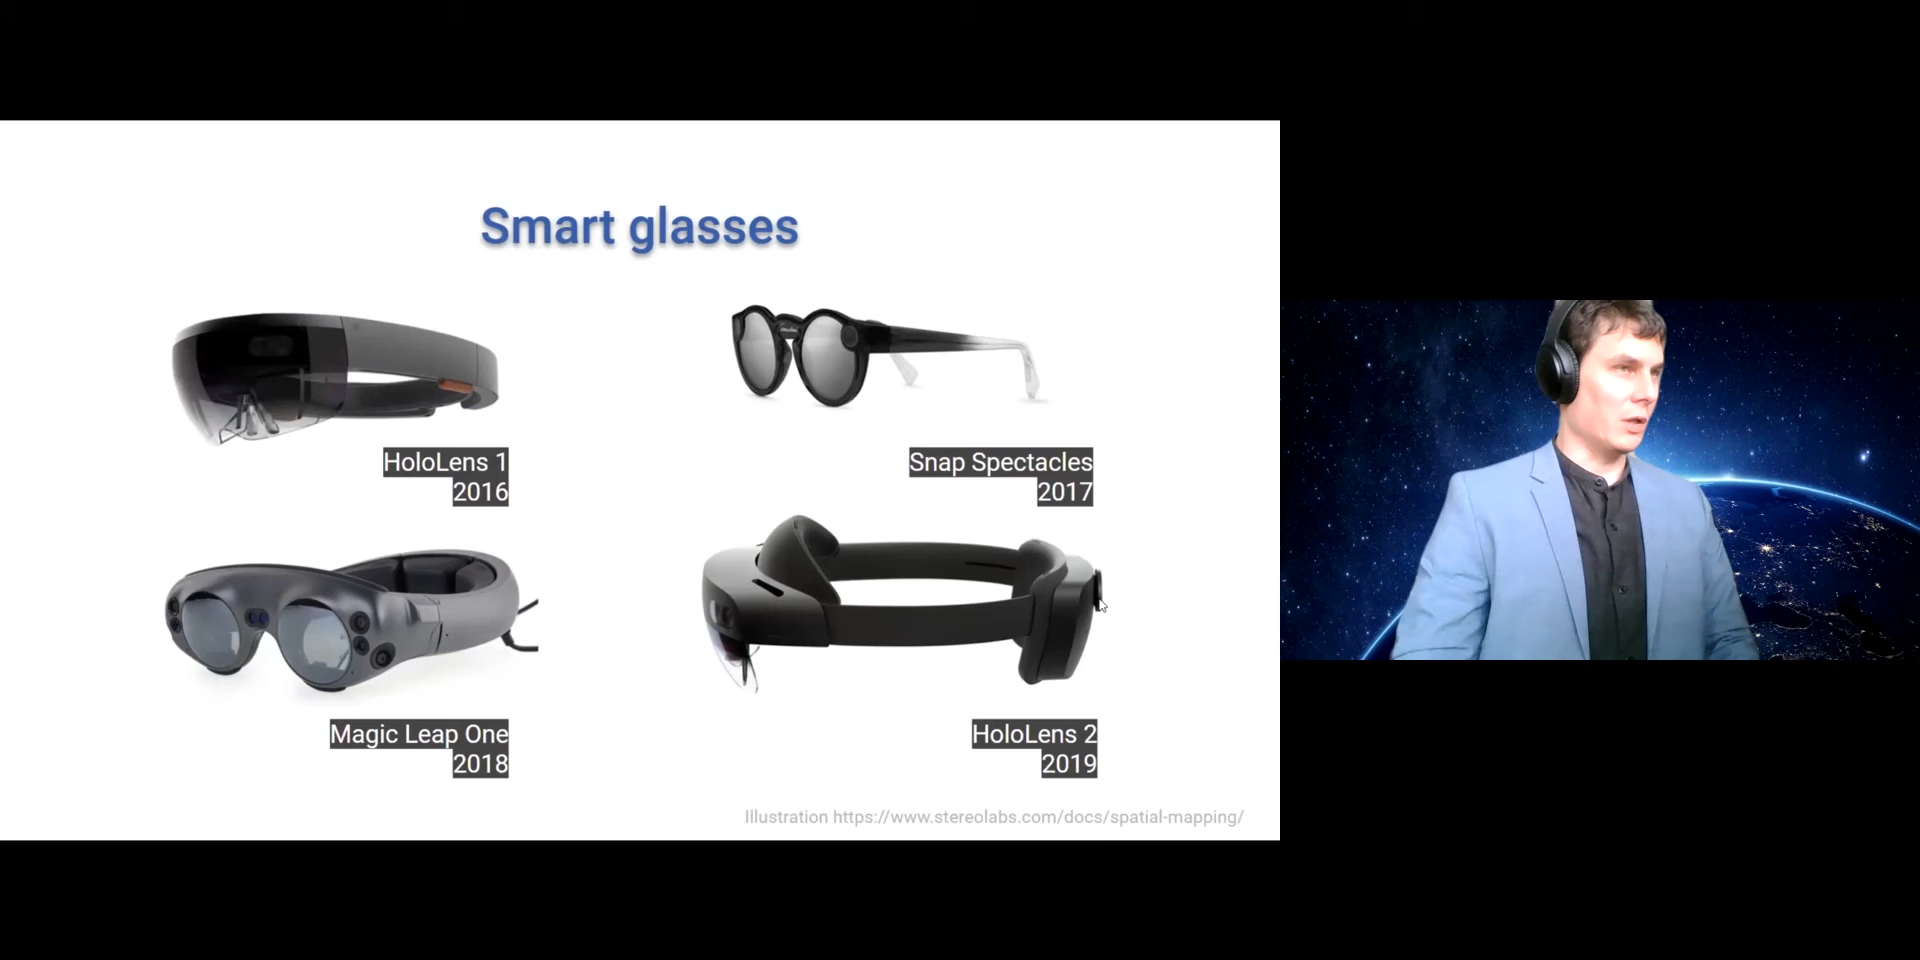 Smart glasses
HoloLens 1
2016
Snap Spectacles
2017
Magic Leap One
2018
HoloLens 2
2019
Illustration https://www.stereolabs.com/docs/spatial-mapping/